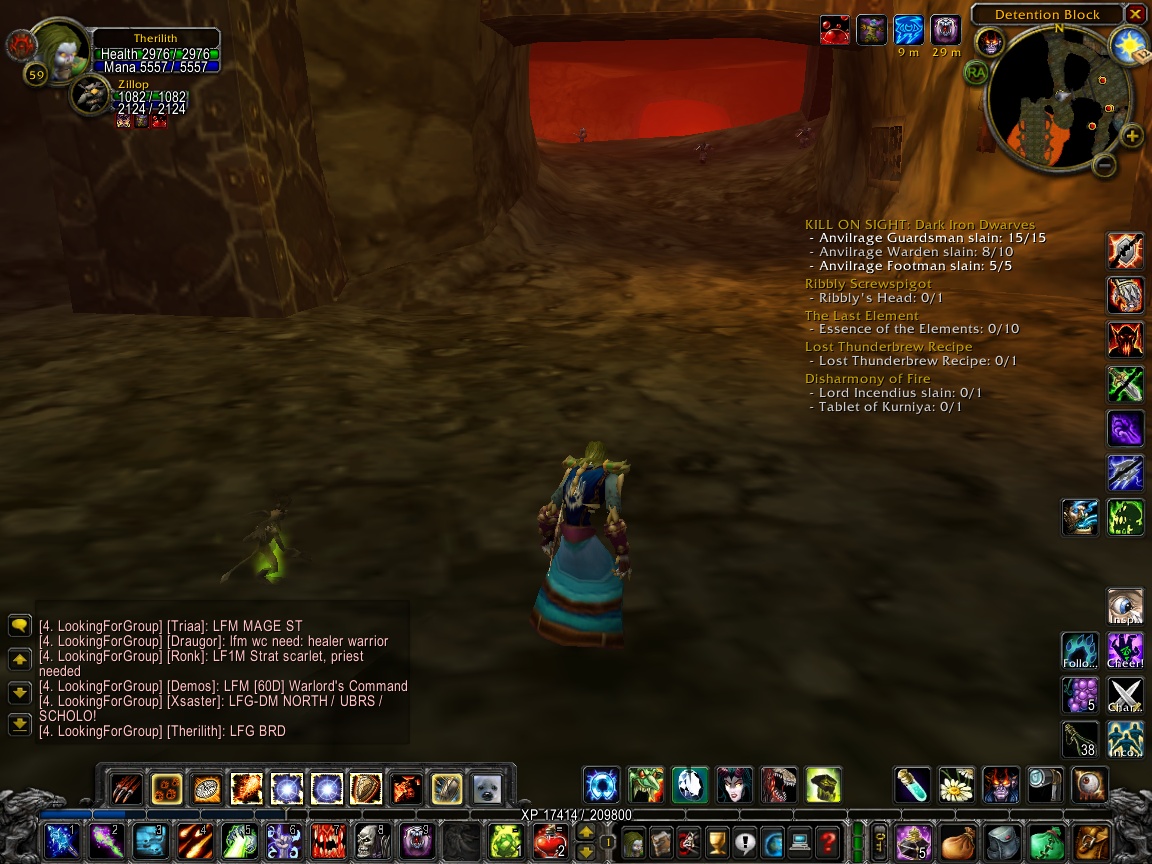 Therilith
Health 2976 / 2976
Mana 5557 / 5557
59
Zillop
1082 / 1082
2124 / 2124
9 m
29 m
Detention Block
N
RA
KILL ON SIGHT: Dark Iron Dwarves
- Anvilrage Guardsman slain: 15/15
- Anvilrage Warden slain: 8/10
- Anvilrage Footman slain: 5/5
Ribbly Screwspigot
- Ribbly's Head: 0/1
The Last Element
- Essence of the Elements: 0/10
Lost Thunderbrew Recipe
- Lost Thunderbrew Recipe: 0/1
Disharmony of Fire
- Lord Incendius slain: 0/1
- Tablet of Kurniya: 0/1
[4. LookingForGroup] [Triaa]: LFM MAGE ST
[4. LookingForGroup] [Draugor]: lfm wc need: healer warrior
[4. LookingForGroup] [Ronk]: LF1M Strat scarlet, priest
needed
[4. LookingForGroup] [Demos]: LFM [60D] Warlord's Command
[4. LookingForGroup] [Xsaster]: LFG-DM NORTH / UBRS /
SCHOLO!
[4. LookingForGroup] [Therilith]: LFG BRD
Follo...
Cheer!
5
Char...
38
XP 17414 / 209800
1
2
3
4
5
6
7
8
9
2
1
5